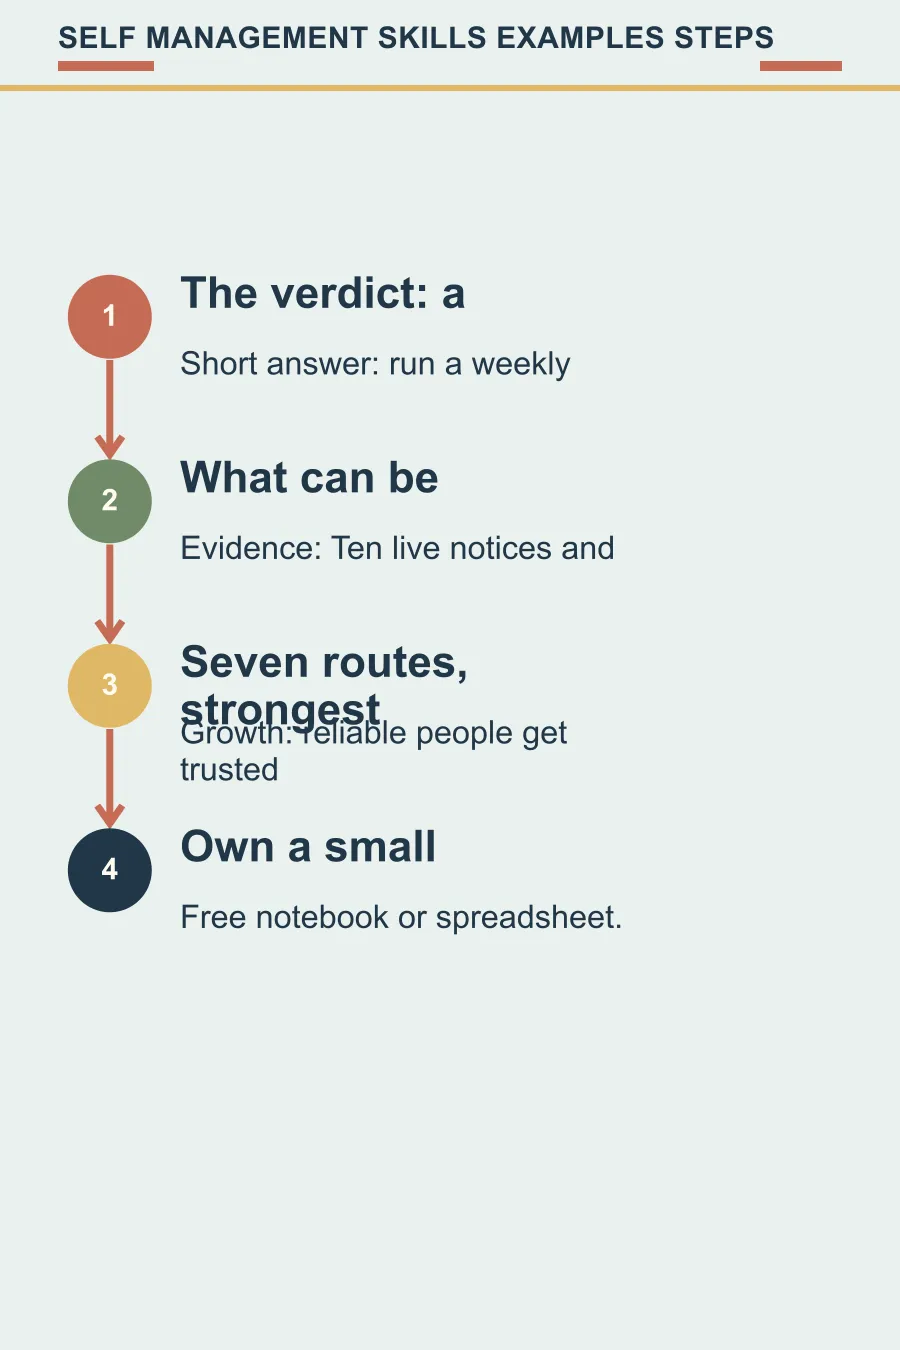 SELF MANAGEMENT SKILLS EXAMPLES STEPS
1
The verdict: a
Short answer: run a weekly
2
What can be
Evidence: Ten live notices and
3
Seven routes,
strongest
Growth: reliable people get
trusted
4
Own a small
Free notebook or spreadsheet.